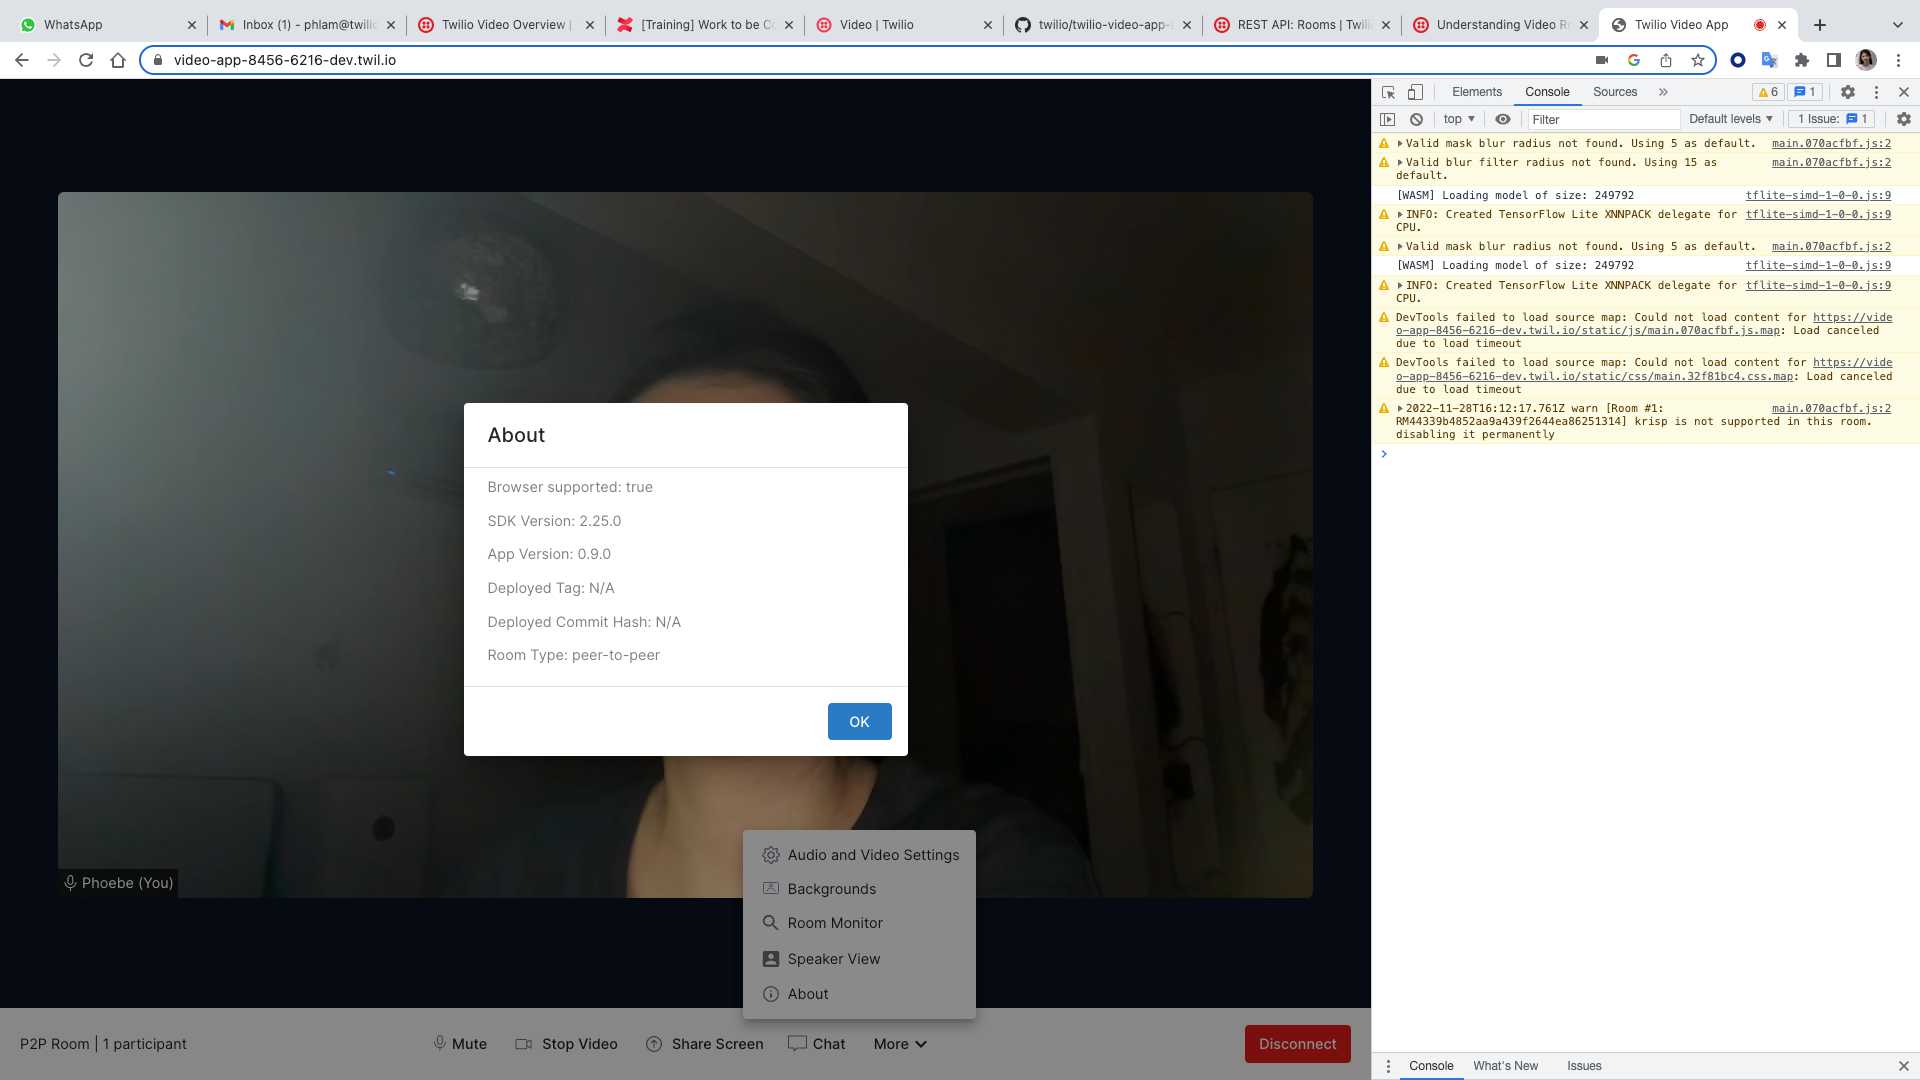 WhatsApp
Inbox (1) - phlam@twilio
Twilio Video Overview |
[Training] Work to be Co
Video | Twilio
twilio/twilio-video-app-
REST API: Rooms | Twili
Understanding Video Ro
Twilio Video App
video-app-8456-6216-dev.twil.io
Elements
Console
Sources
6
1
top
Filter
Default levels
1 Issue:
1
Valid mask blur radius not found. Using 5 as default. main.070acfbf.js:2
Valid blur filter radius not found. Using 15 as main.070acfbf.js:2
default.
[WASM] Loading model of size: 249792 tflite-simd-1-0-0.js:9
INFO: Created TensorFlow Lite XNNPACK delegate for tflite-simd-1-0-0.js:9
CPU.
Valid mask blur radius not found. Using 5 as default. main.070acfbf.js:2
[WASM] Loading model of size: 249792 tflite-simd-1-0-0.js:9
INFO: Created TensorFlow Lite XNNPACK delegate for tflite-simd-1-0-0.js:9
CPU.
DevTools failed to load source map: Could not load content for https://vide
o-app-8456-6216-dev.twil.io/static/js/main.070acfbf.js.map: Load canceled
due to load timeout
DevTools failed to load source map: Could not load content for https://vide
o-app-8456-6216-dev.twil.io/static/css/main.32f81bc4.css.map: Load canceled
due to load timeout
2022-11-28T16:12:17.761Z warn [Room #1: main.070acfbf.js:2
RM44339b4852aa9a439f2644ea86251314] krisp is not supported in this room.
disabling it permanently
About
Browser supported: true
SDK Version: 2.25.0
App Version: 0.9.0
Deployed Tag: N/A
Deployed Commit Hash: N/A
Room Type: peer-to-peer
OK
Phoebe (You)
Audio and Video Settings
Backgrounds
Room Monitor
Speaker View
About
P2P Room | 1 participant
Mute
Stop Video
Share Screen
Chat
More
Disconnect
Console
What's New
Issues